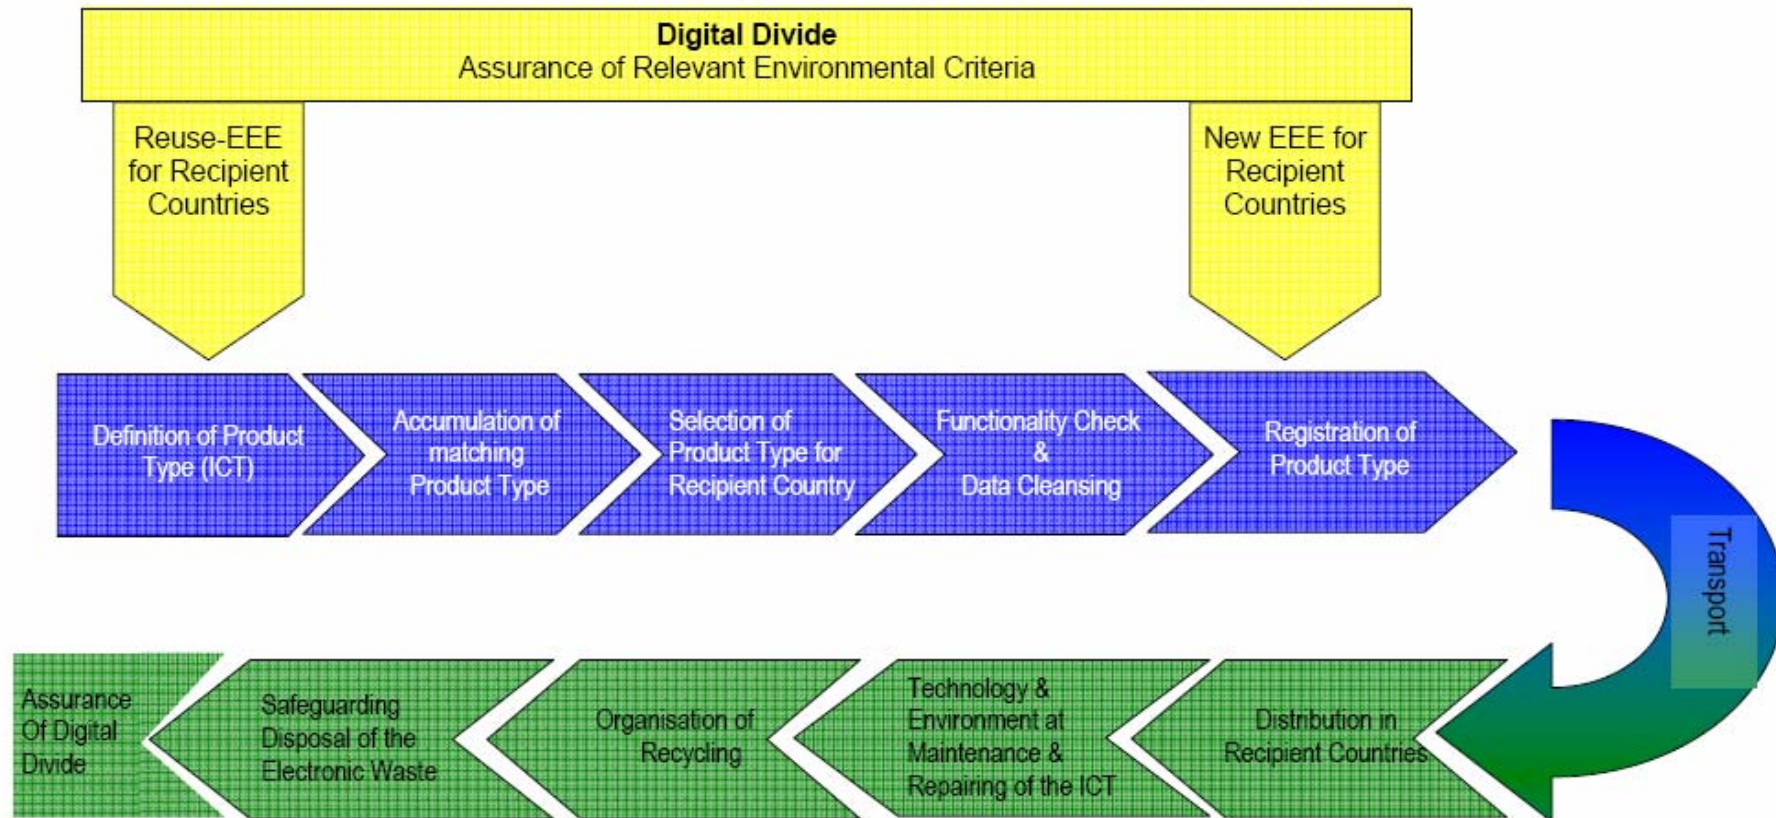 Digital Divide
Assurance of Relevant Environmental Criteria
Reuse-EEE
for Recipient
Countries
New EEE for
Recipient
Countries
Definition of Product
Type (ICT)
Accumulation of
matching
Product Type
Selection of
Product Type for
Recipient Country
Functionality Check
&
Data Cleansing
Registration of
Product Type
Transport
Distribution in
Recipient Countries
Technology &
Environment at
Maintenance &
Repairing of the ICT
Organisation of
Recycling
Safeguarding
Disposal of the
Electronic Waste
Assurance
Of Digital
Divide